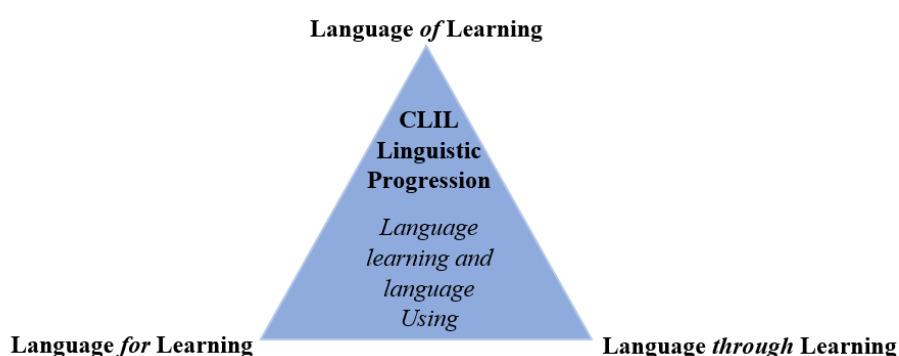 Language of Learning
CLIL
Linguistic
Progression
Language
learning and
language
Using
Language for Learning
Language through Learning